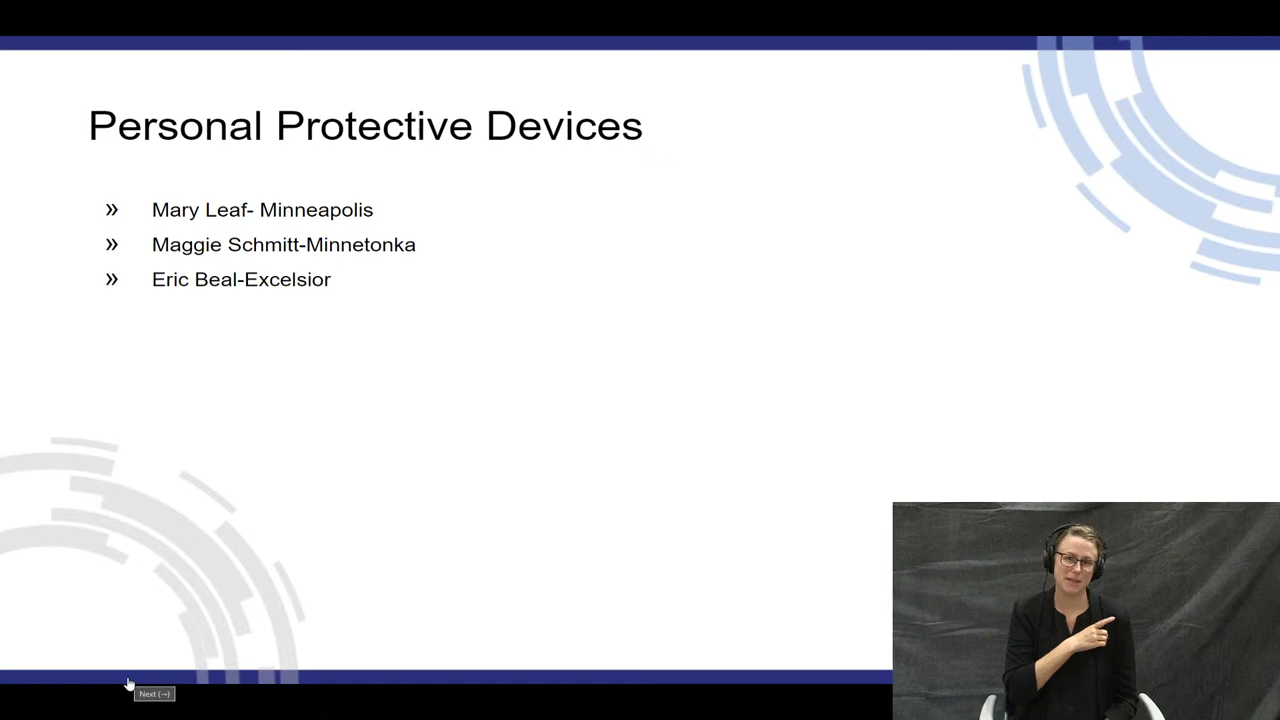 Personal Protective Devices
» Mary Leaf- Minneapolis
» Maggie Schmitt-Minnetonka
» Eric Beal-Excelsior
Next (→)